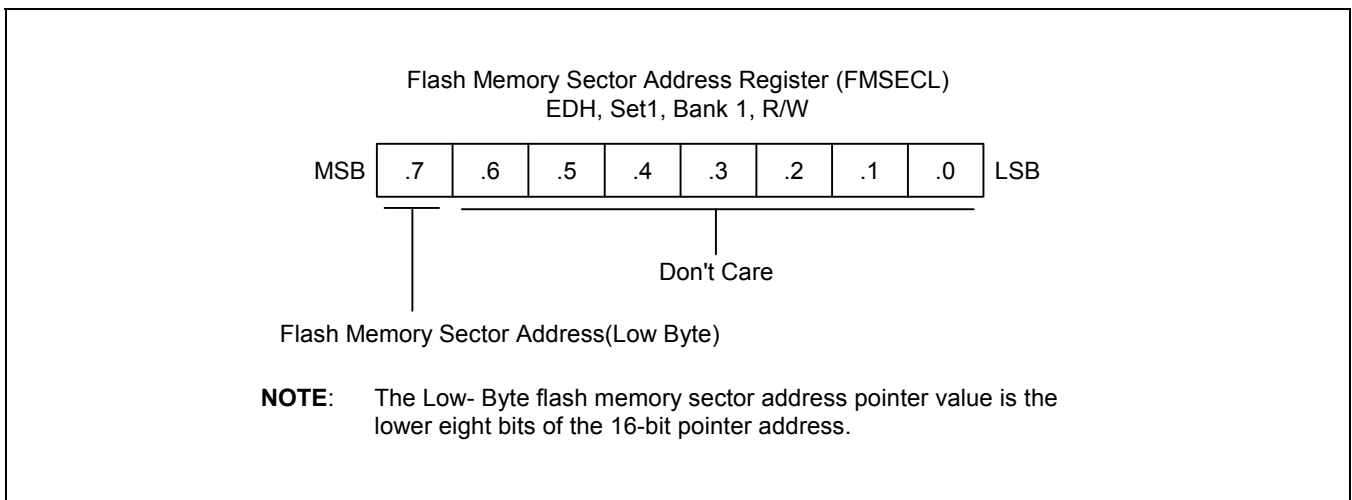 Flash Memory Sector Address Register (FMSECL)
EDH, Set1, Bank 1, R/W
MSB .7 .6 .5 .4 .3 .2 .1 .0 LSB
Don't Care
Flash Memory Sector Address(Low Byte)
NOTE: The Low- Byte flash memory sector address pointer value is the
lower eight bits of the 16-bit pointer address.